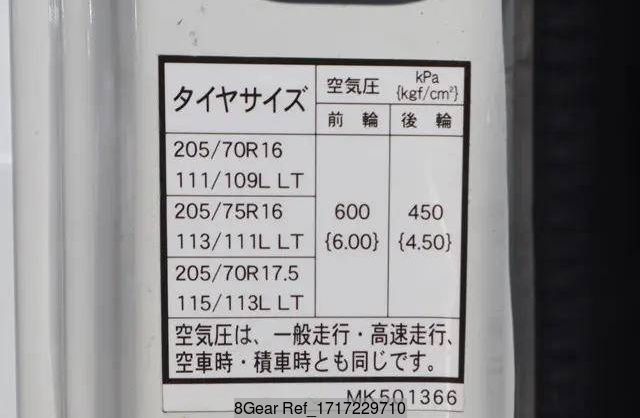 タイヤサイズ
空気圧 kPa
{kgf/cm²}
前輪 後輪
205/70R16
111/109L LT
205/75R16 600 450
113/111L LT {6.00} {4.50}
205/70R17.5
115/113L LT
空気圧は、一般走行・高速走行、
空車時・積車時とも同じです。
MK501366
8Gear Ref_1717229710